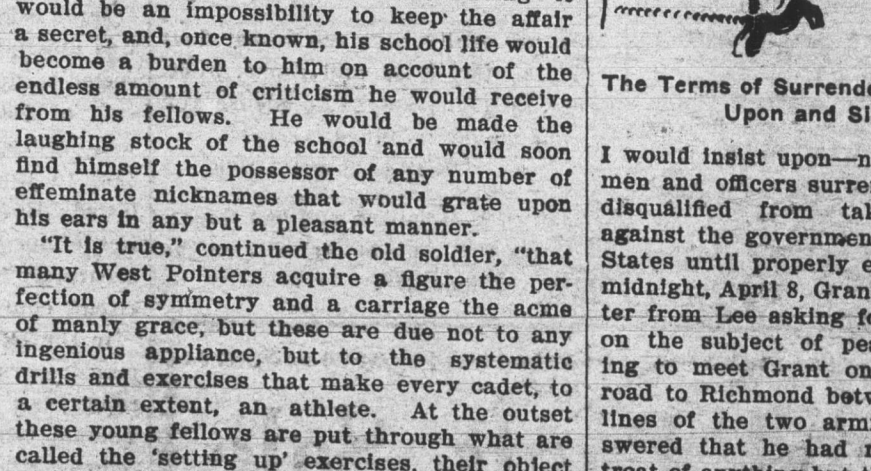 would be an impossibility to keep the affair
a secret, and, once known, his school life would
become a burden to him on account of the
endless amount of criticism he would receive
from his fellows. He would be made the
laughing stock of the school and would soon
find himself the possessor of any number of
effeminate nicknames that would grate upon
his ears in any but a pleasant manner.
"It is true," continued the old soldier, "that
many West Pointers acquire a figure the per-
fection of symmetry and a carriage the acme
of manly grace, but these are due not to any
ingenious appliance, but to the systematic
drills and exercises that make every cadet, to
a certain extent, an athlete. At the outset
these young fellows are put through what are
called the 'setting up' exercises, their object
The Terms of Surrende
Upon and Si
I would insist upon—n
men and officers surre
disqualified from tak
against the governmen
States until properly e
midnight, April 8, Gran
ter from Lee asking fo
on the subject of pea
ing to meet Grant on
road to Richmond betw
lines of the two armi
swered that he had n